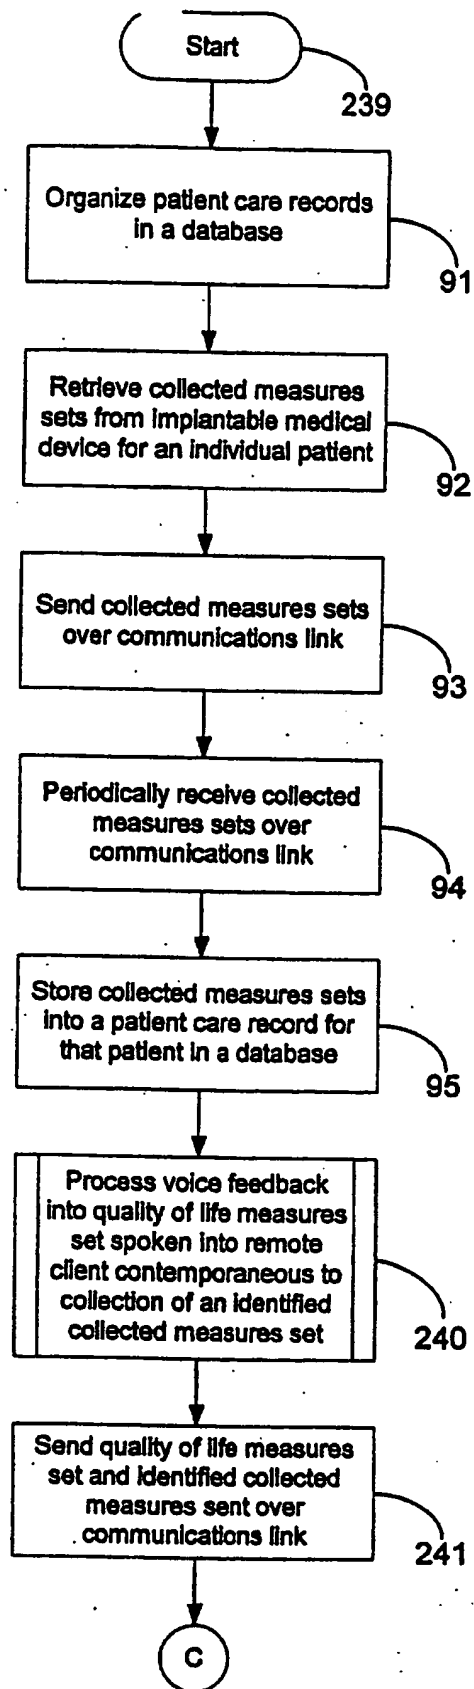 Start
239
Organize patient care records
in a database
91
Retrieve collected measures
sets from implantable medical
device for an individual patient
92
Send collected measures sets
over communications link
93
Periodically receive collected
measures sets over
communications link
94
Store collected measures sets
into a patient care record for
that patient in a database
95
Process voice feedback
into quality of life measures
set spoken into remote
client contemporaneous to
collection of an identified
collected measures set
240
Send quality of life measures
set and identified collected
measures sent over
communications link
241
C